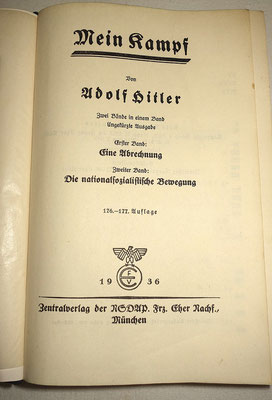 Mein Kampf
Von
Adolf Hitler
Zwei Bände in einem Band
Ungekürzte Ausgabe
Erster Band:
Eine Abrechnung
Zweiter Band:
Die nationalsozialistische Bewegung
176.–177. Auflage
19 36
Zentralverlag der NSDAP. Frz. Eher Nachf.,
München